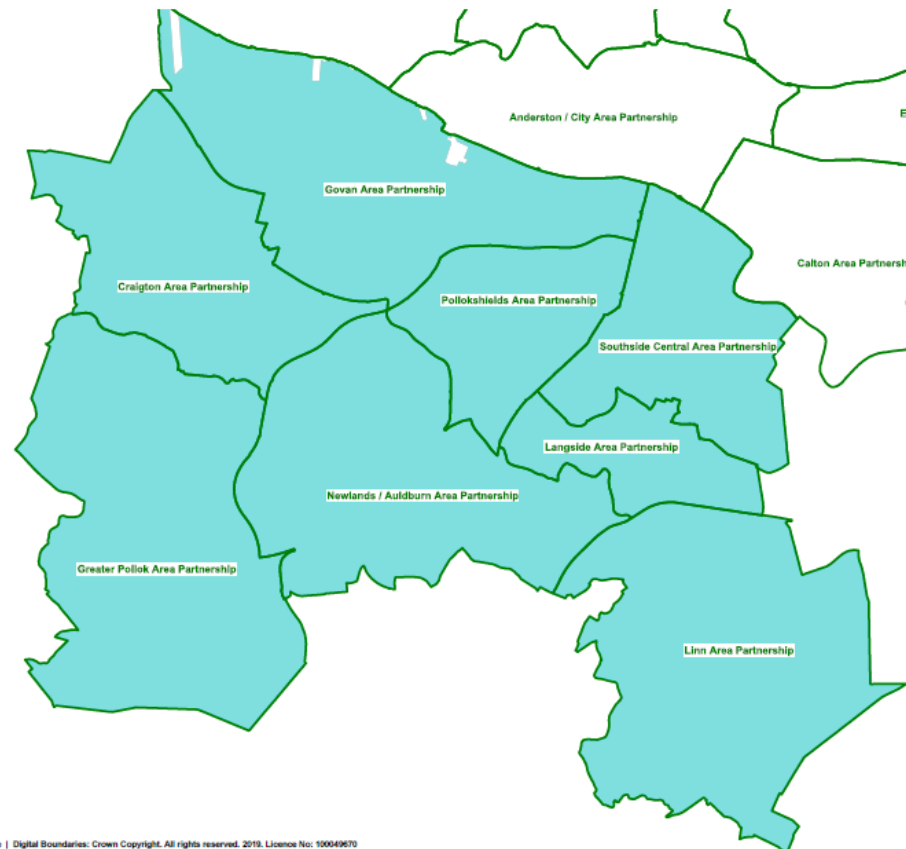 Anderston / City Area Partnership
E
Govan Area Partnership
Calton Area Partnersh
Craigton Area Partnership
Pollokshields Area Partnership
Southside Central Area Partnership
Langside Area Partnership
Newlands / Auldburn Area Partnership
Greater Pollok Area Partnership
Linn Area Partnership
| Digital Boundaries: Crown Copyright. All rights reserved. 2019. Licence No: 100049670